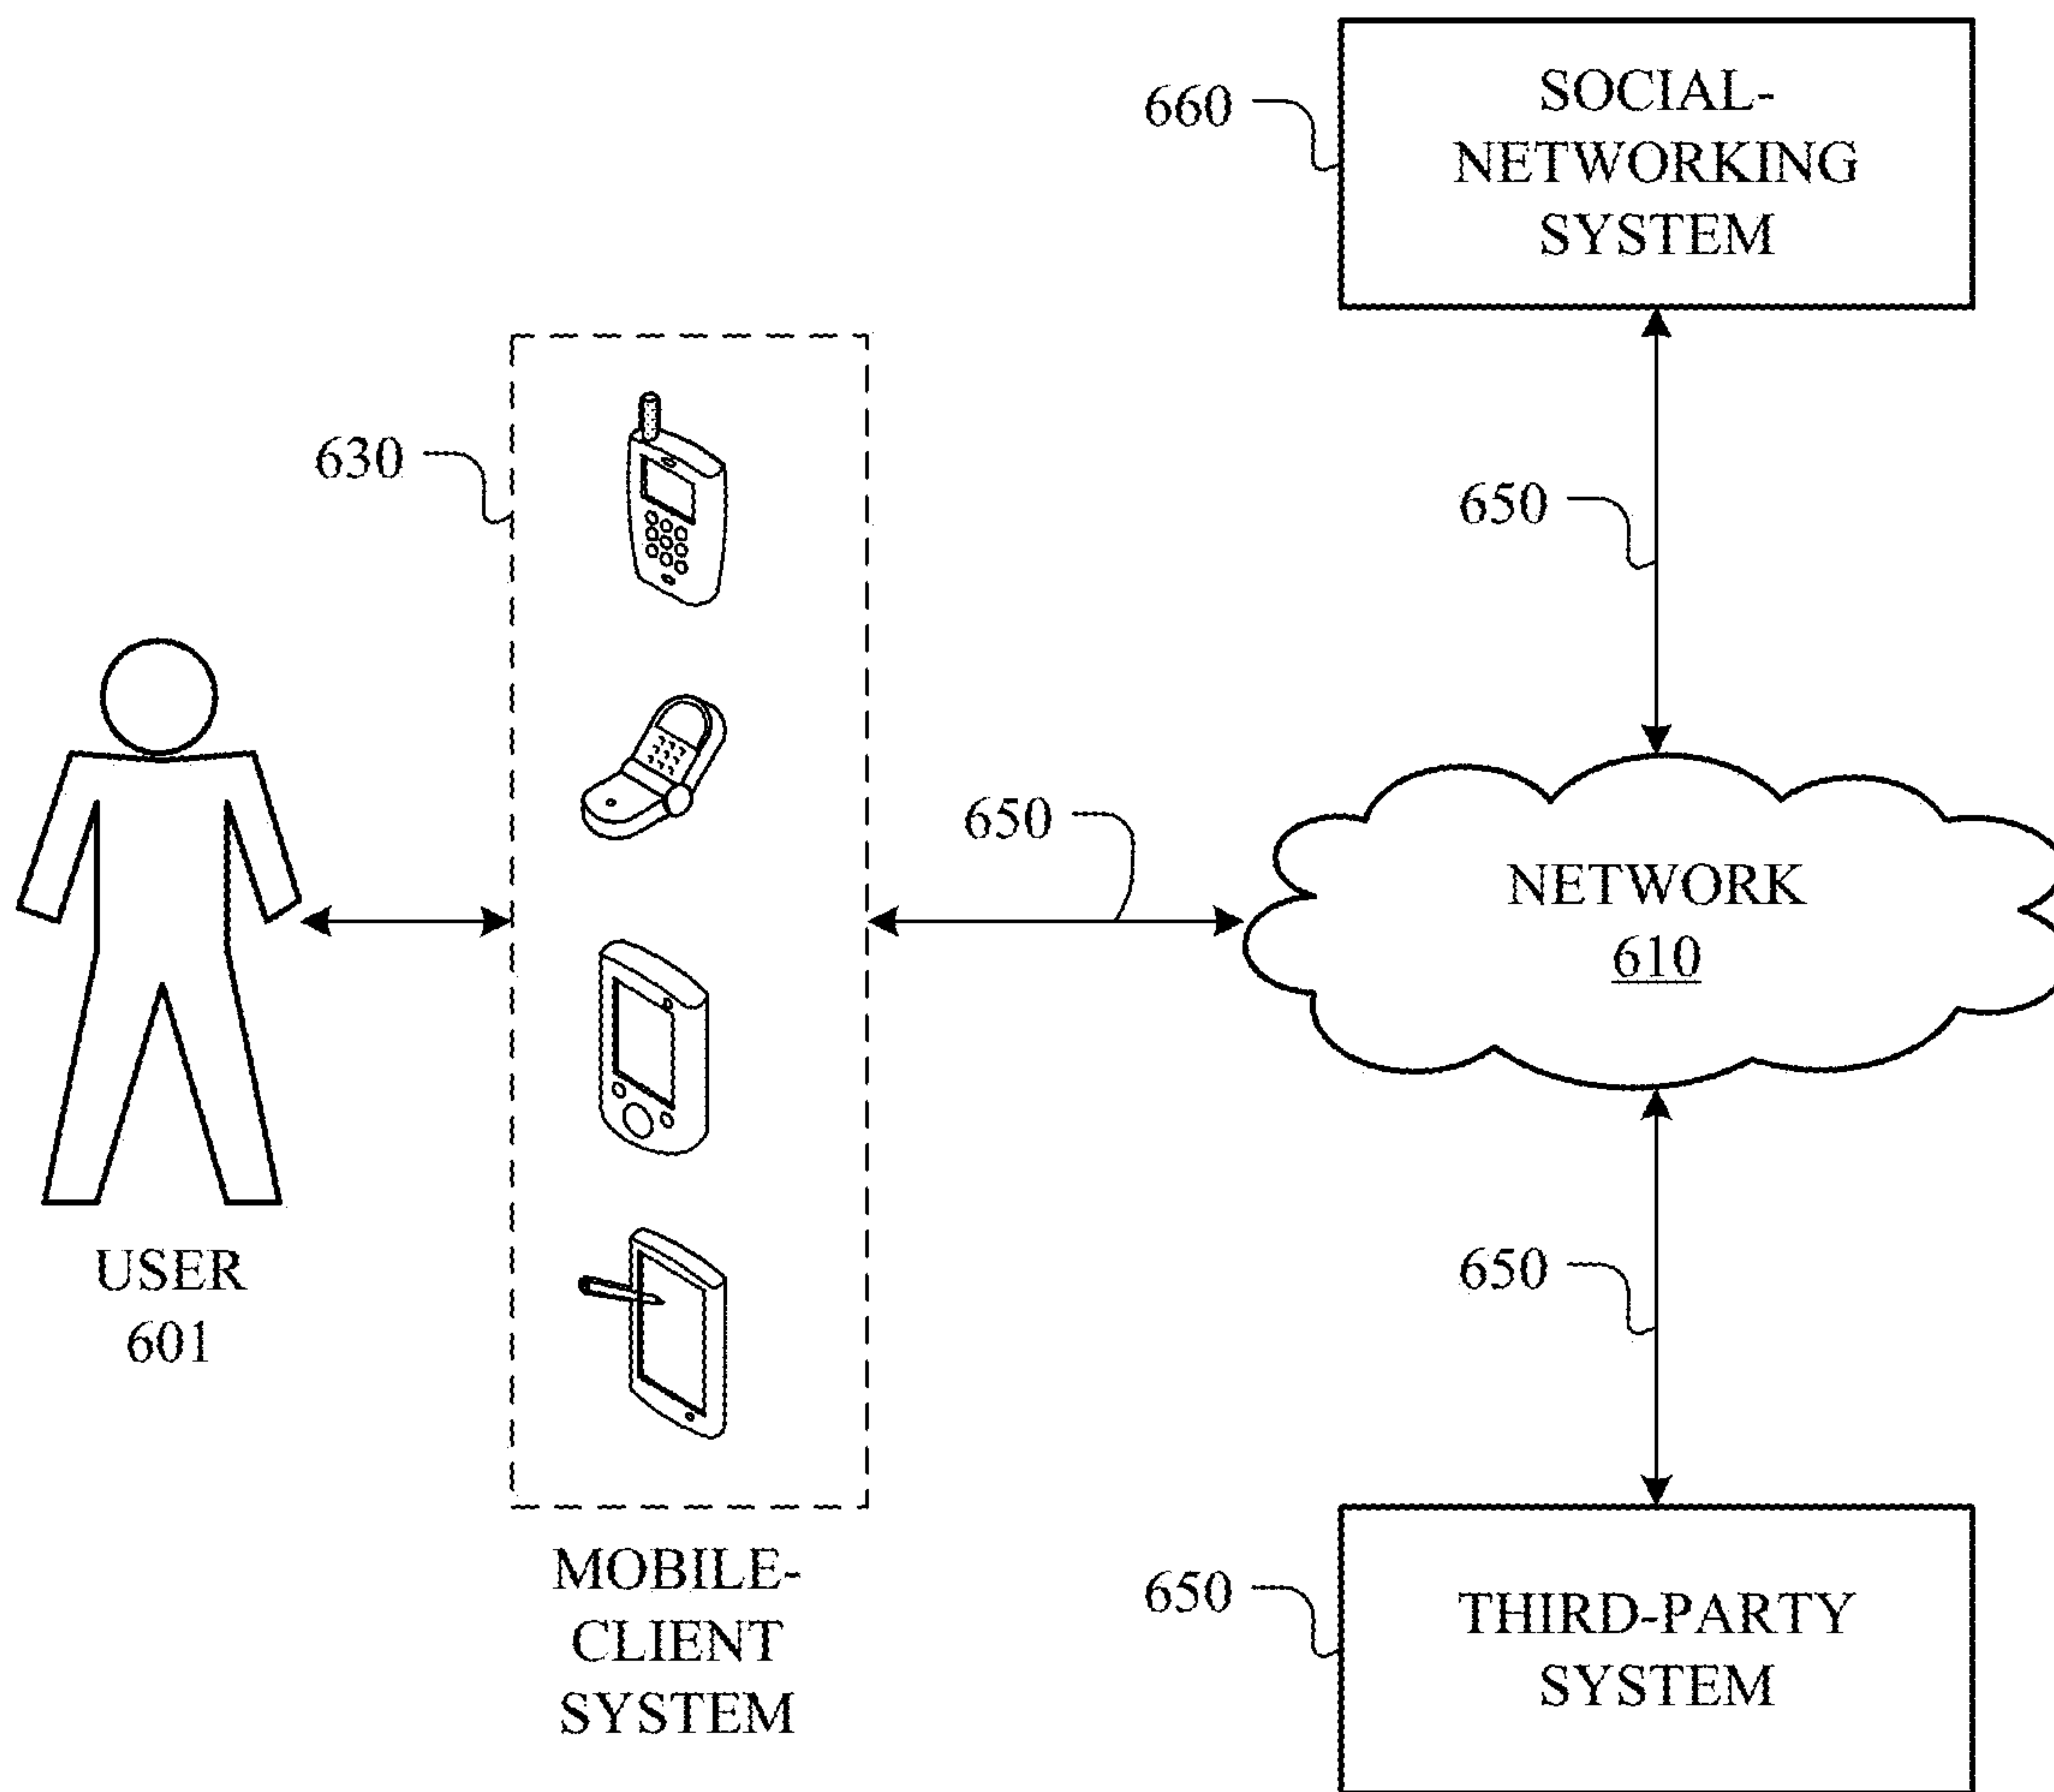 660
SOCIAL-
NETWORKING
SYSTEM
630
650
650
NETWORK
610
USER
601
650
MOBILE-
CLIENT
SYSTEM
650
THIRD-PARTY
SYSTEM